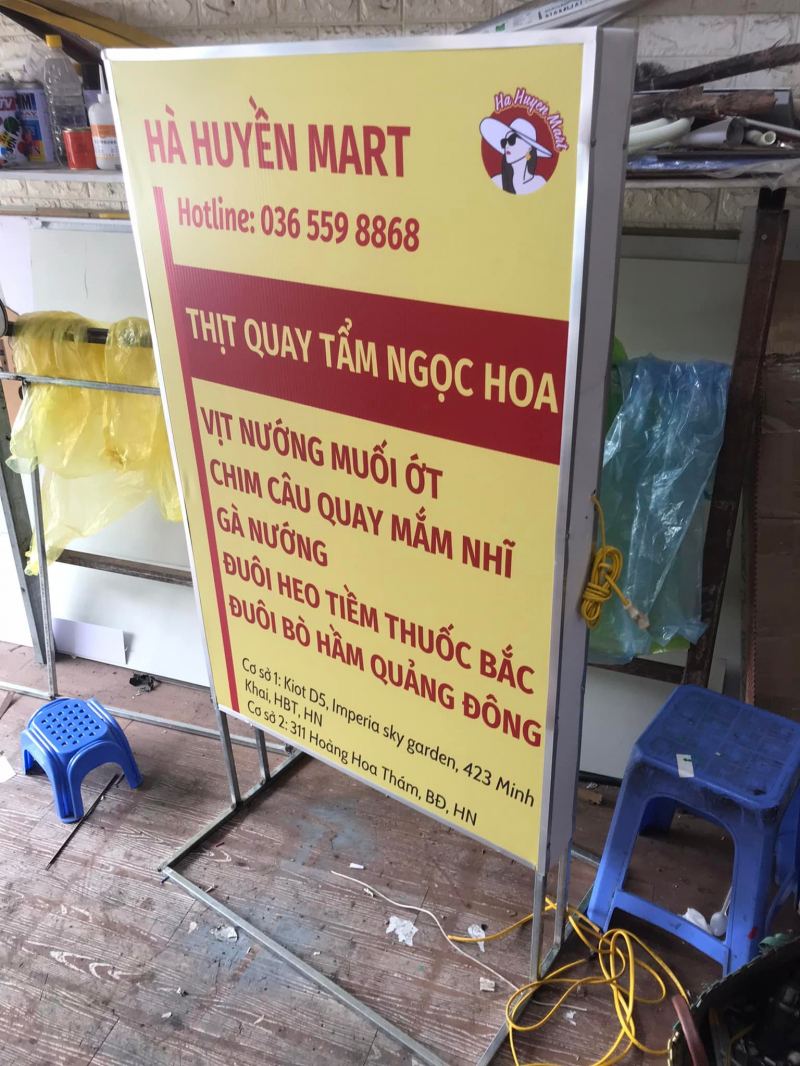 HÀ HUYỀN MART
Ha Huyen Mart
Hotline: 036 559 8868
THỊT QUAY TẨM NGỌC HOA
VỊT NƯỚNG MUỐI ỚT
CHIM CÂU QUAY MẮM NHĨ
GÀ NƯỚNG
ĐUÔI HEO TIỀM THUỐC BẮC
ĐUÔI BÒ HẦM QUẢNG ĐÔNG
Cơ sở 1: Kiot D5, Imperia sky garden, 423 Minh
Khai, HBT, HN
Cơ sở 2: 311 Hoàng Hoa Thám, BĐ, HN